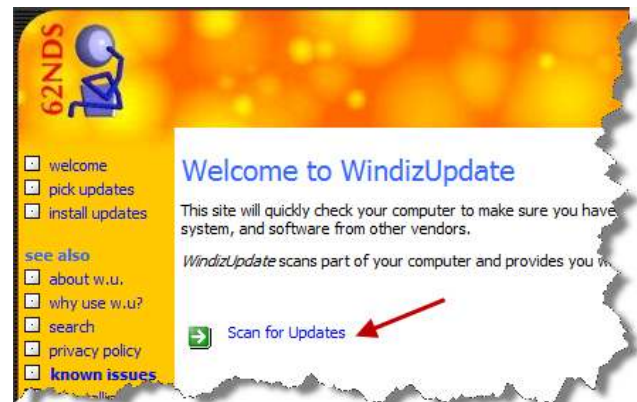 62NDS
welcome
pick updates
install updates
see also
about w.u.
why use w.u?
search
privacy policy
known issues
Welcome to WindizUpdate
This site will quickly check your computer to make sure you have
system, and software from other vendors.
WindizUpdate scans part of your computer and provides you
Scan for Updates